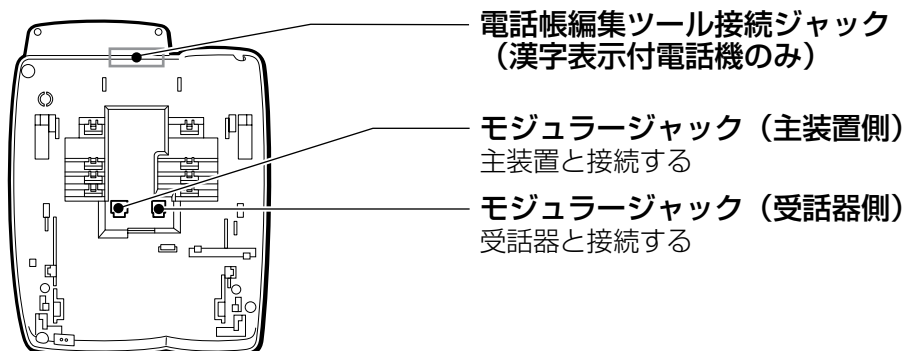 電話帳編集ツール接続ジャック
（漢字表示付電話機のみ）
モジュラージャック（主装置側）
主装置と接続する
モジュラージャック（受話器側）
受話器と接続する